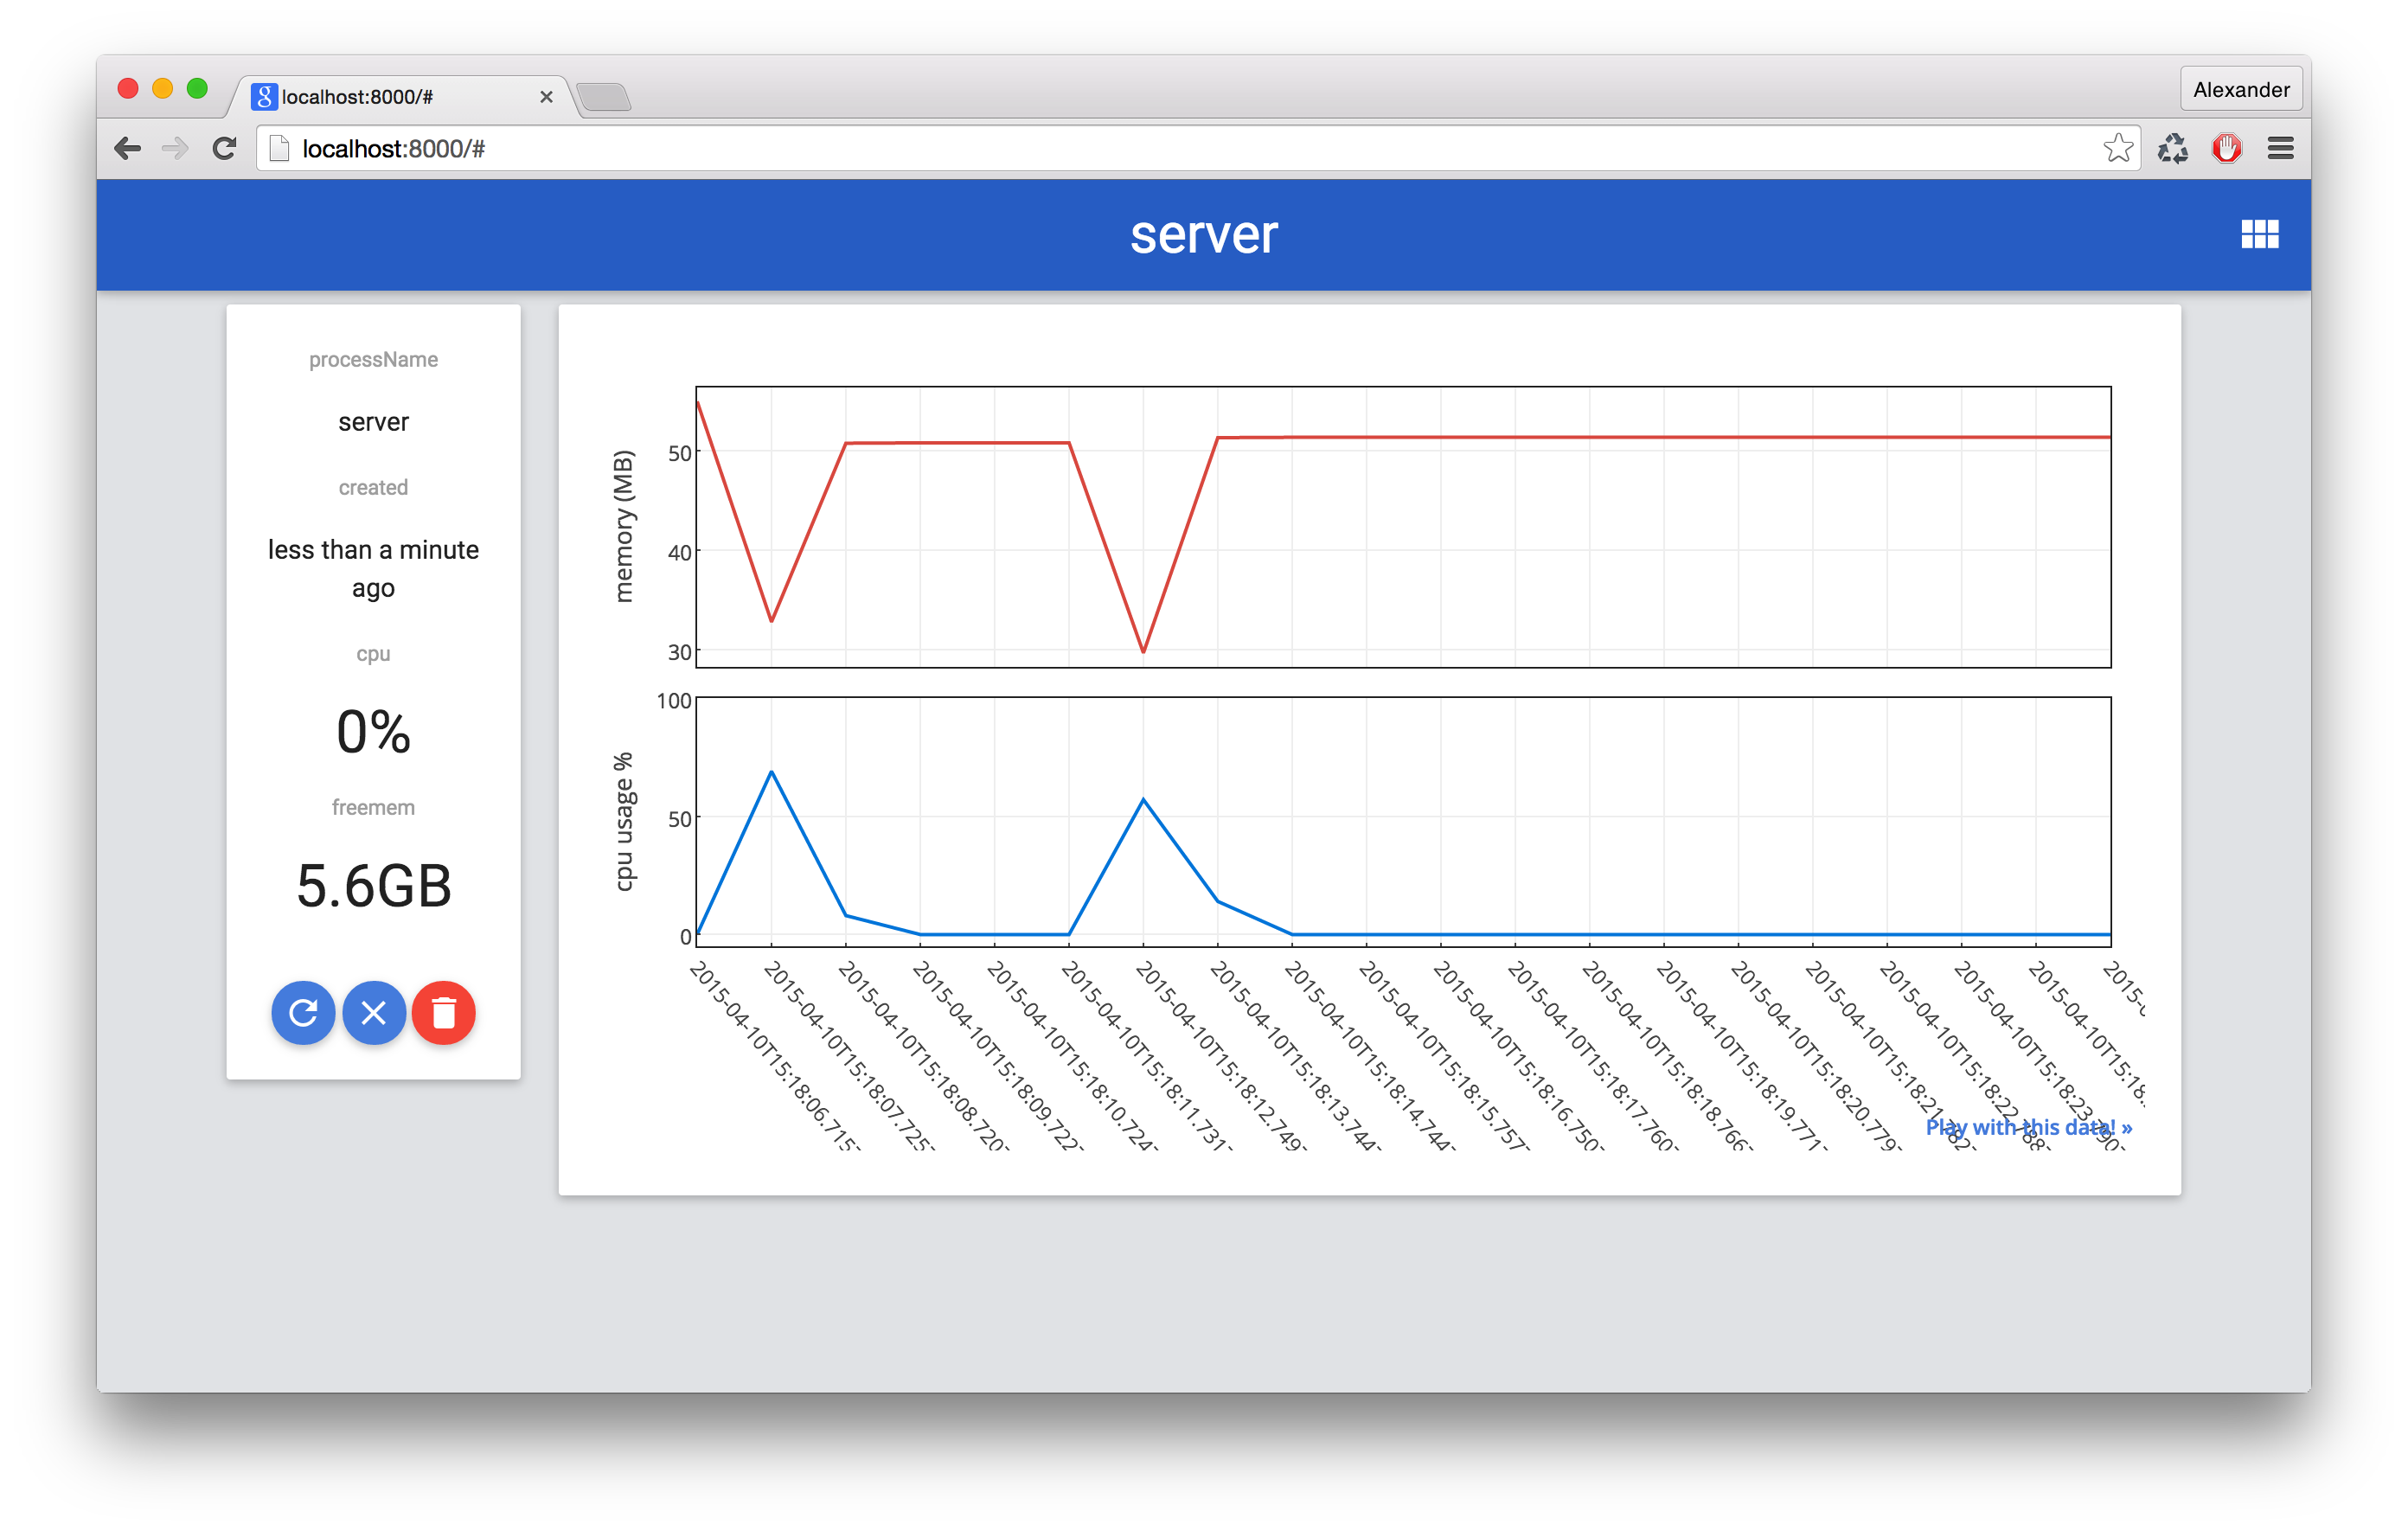 localhost:8000/#
Alexander
localhost:8000/#
server
processName
server
created
less than a minute
ago
cpu
0%
freemem
5.6GB
memory (MB)
50
40
30
cpu usage %
100
50
0
2015-04-10T15:18:06.715
2015-04-10T15:18:07.725
2015-04-10T15:18:08.720
2015-04-10T15:18:09.722
2015-04-10T15:18:10.724
2015-04-10T15:18:11.731
2015-04-10T15:18:12.749
2015-04-10T15:18:13.744
2015-04-10T15:18:14.744
2015-04-10T15:18:15.757
2015-04-10T15:18:16.750
2015-04-10T15:18:17.760
2015-04-10T15:18:18.766
2015-04-10T15:18:19.771
2015-04-10T15:18:20.779
2015-04-10T15:18:21
2015-04-10T15:18:22
2015-04-10T15:18:23
2015-04-10T15:18
2015-
Play with this data! »